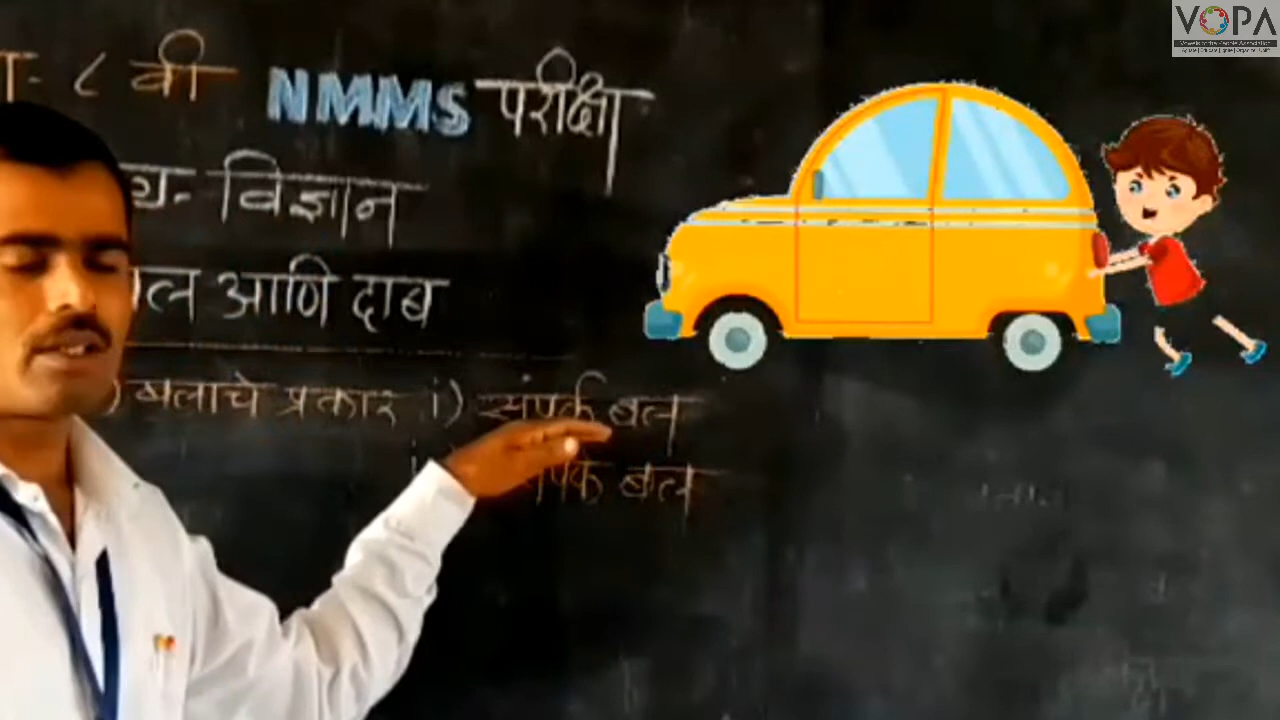 VOPA
८ वी NMMS परीक्षा
विज्ञान
आणि दाब
बलाचे प्रकार i) संपर्क बल
बल